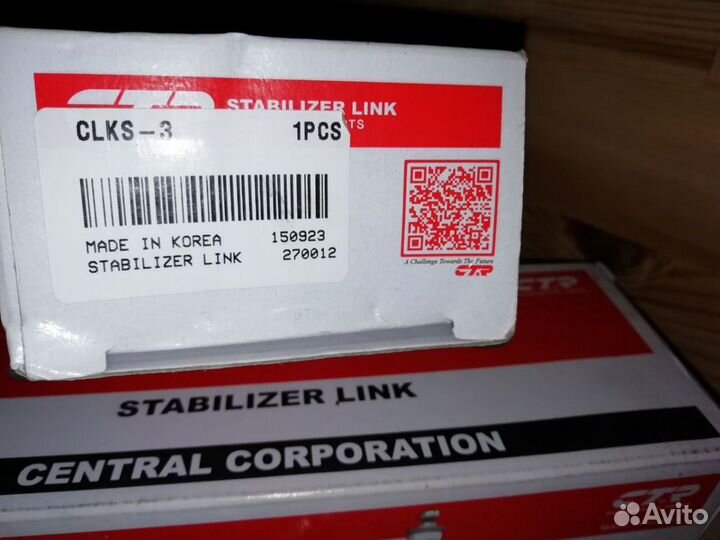 CTR STABILIZER LINK
CLKS-3 1PCS
MADE IN KOREA 150923
STABILIZER LINK 270012
A Challenge Towards The Future
CTR
CTR
STABILIZER LINK
CENTRAL CORPORATION
CTR
Avito